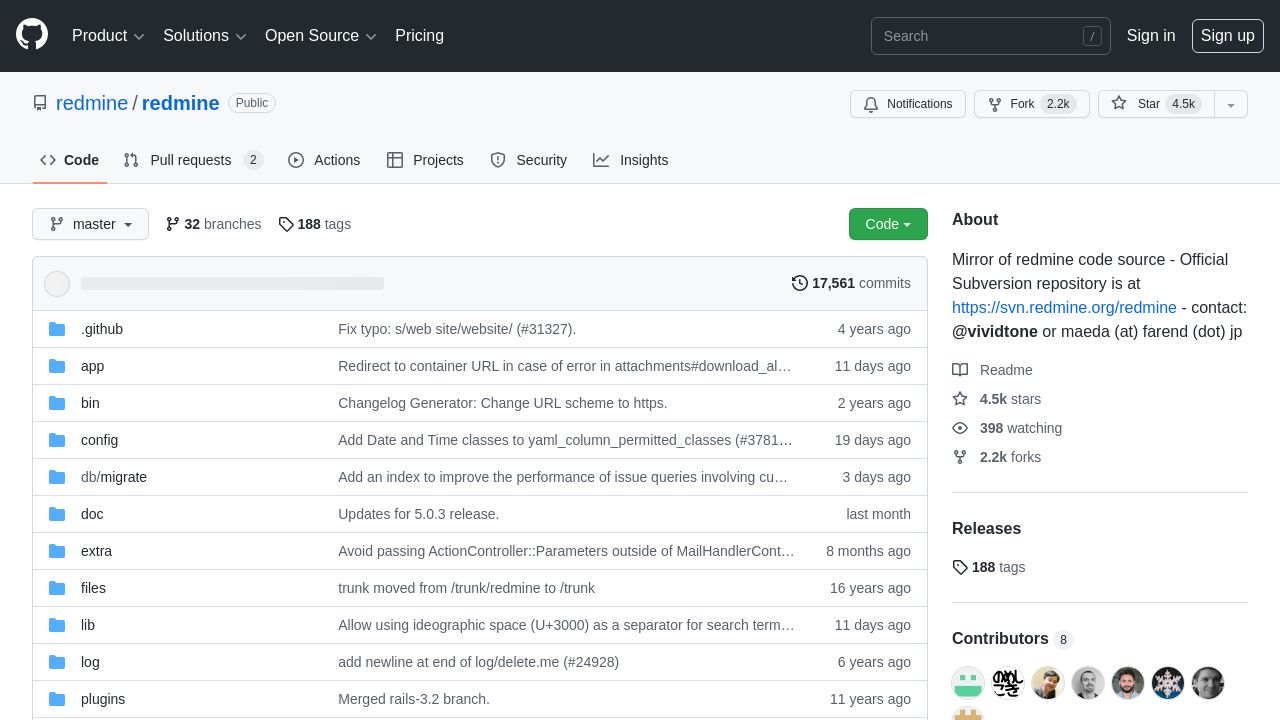 Product Solutions Open Source Pricing Search / Sign in Sign up
redmine / redmine Public Notifications Fork 2.2k Star 4.5k
Code Pull requests 2 Actions Projects Security Insights
master 32 branches 188 tags Code
17,561 commits
.github Fix typo: s/web site/website/ (#31327). 4 years ago
app Redirect to container URL in case of error in attachments#download_al… 11 days ago
bin Changelog Generator: Change URL scheme to https. 2 years ago
config Add Date and Time classes to yaml_column_permitted_classes (#3781… 19 days ago
db/migrate Add an index to improve the performance of issue queries involving cu… 3 days ago
doc Updates for 5.0.3 release. last month
extra Avoid passing ActionController::Parameters outside of MailHandlerCont… 8 months ago
files trunk moved from /trunk/redmine to /trunk 16 years ago
lib Allow using ideographic space (U+3000) as a separator for search term… 11 days ago
log add newline at end of log/delete.me (#24928) 6 years ago
plugins Merged rails-3.2 branch. 11 years ago
About
Mirror of redmine code source - Official
Subversion repository is at
https://svn.redmine.org/redmine - contact:
@vividtone or maeda (at) farend (dot) jp
Readme
4.5k stars
398 watching
2.2k forks
Releases
188 tags
Contributors 8